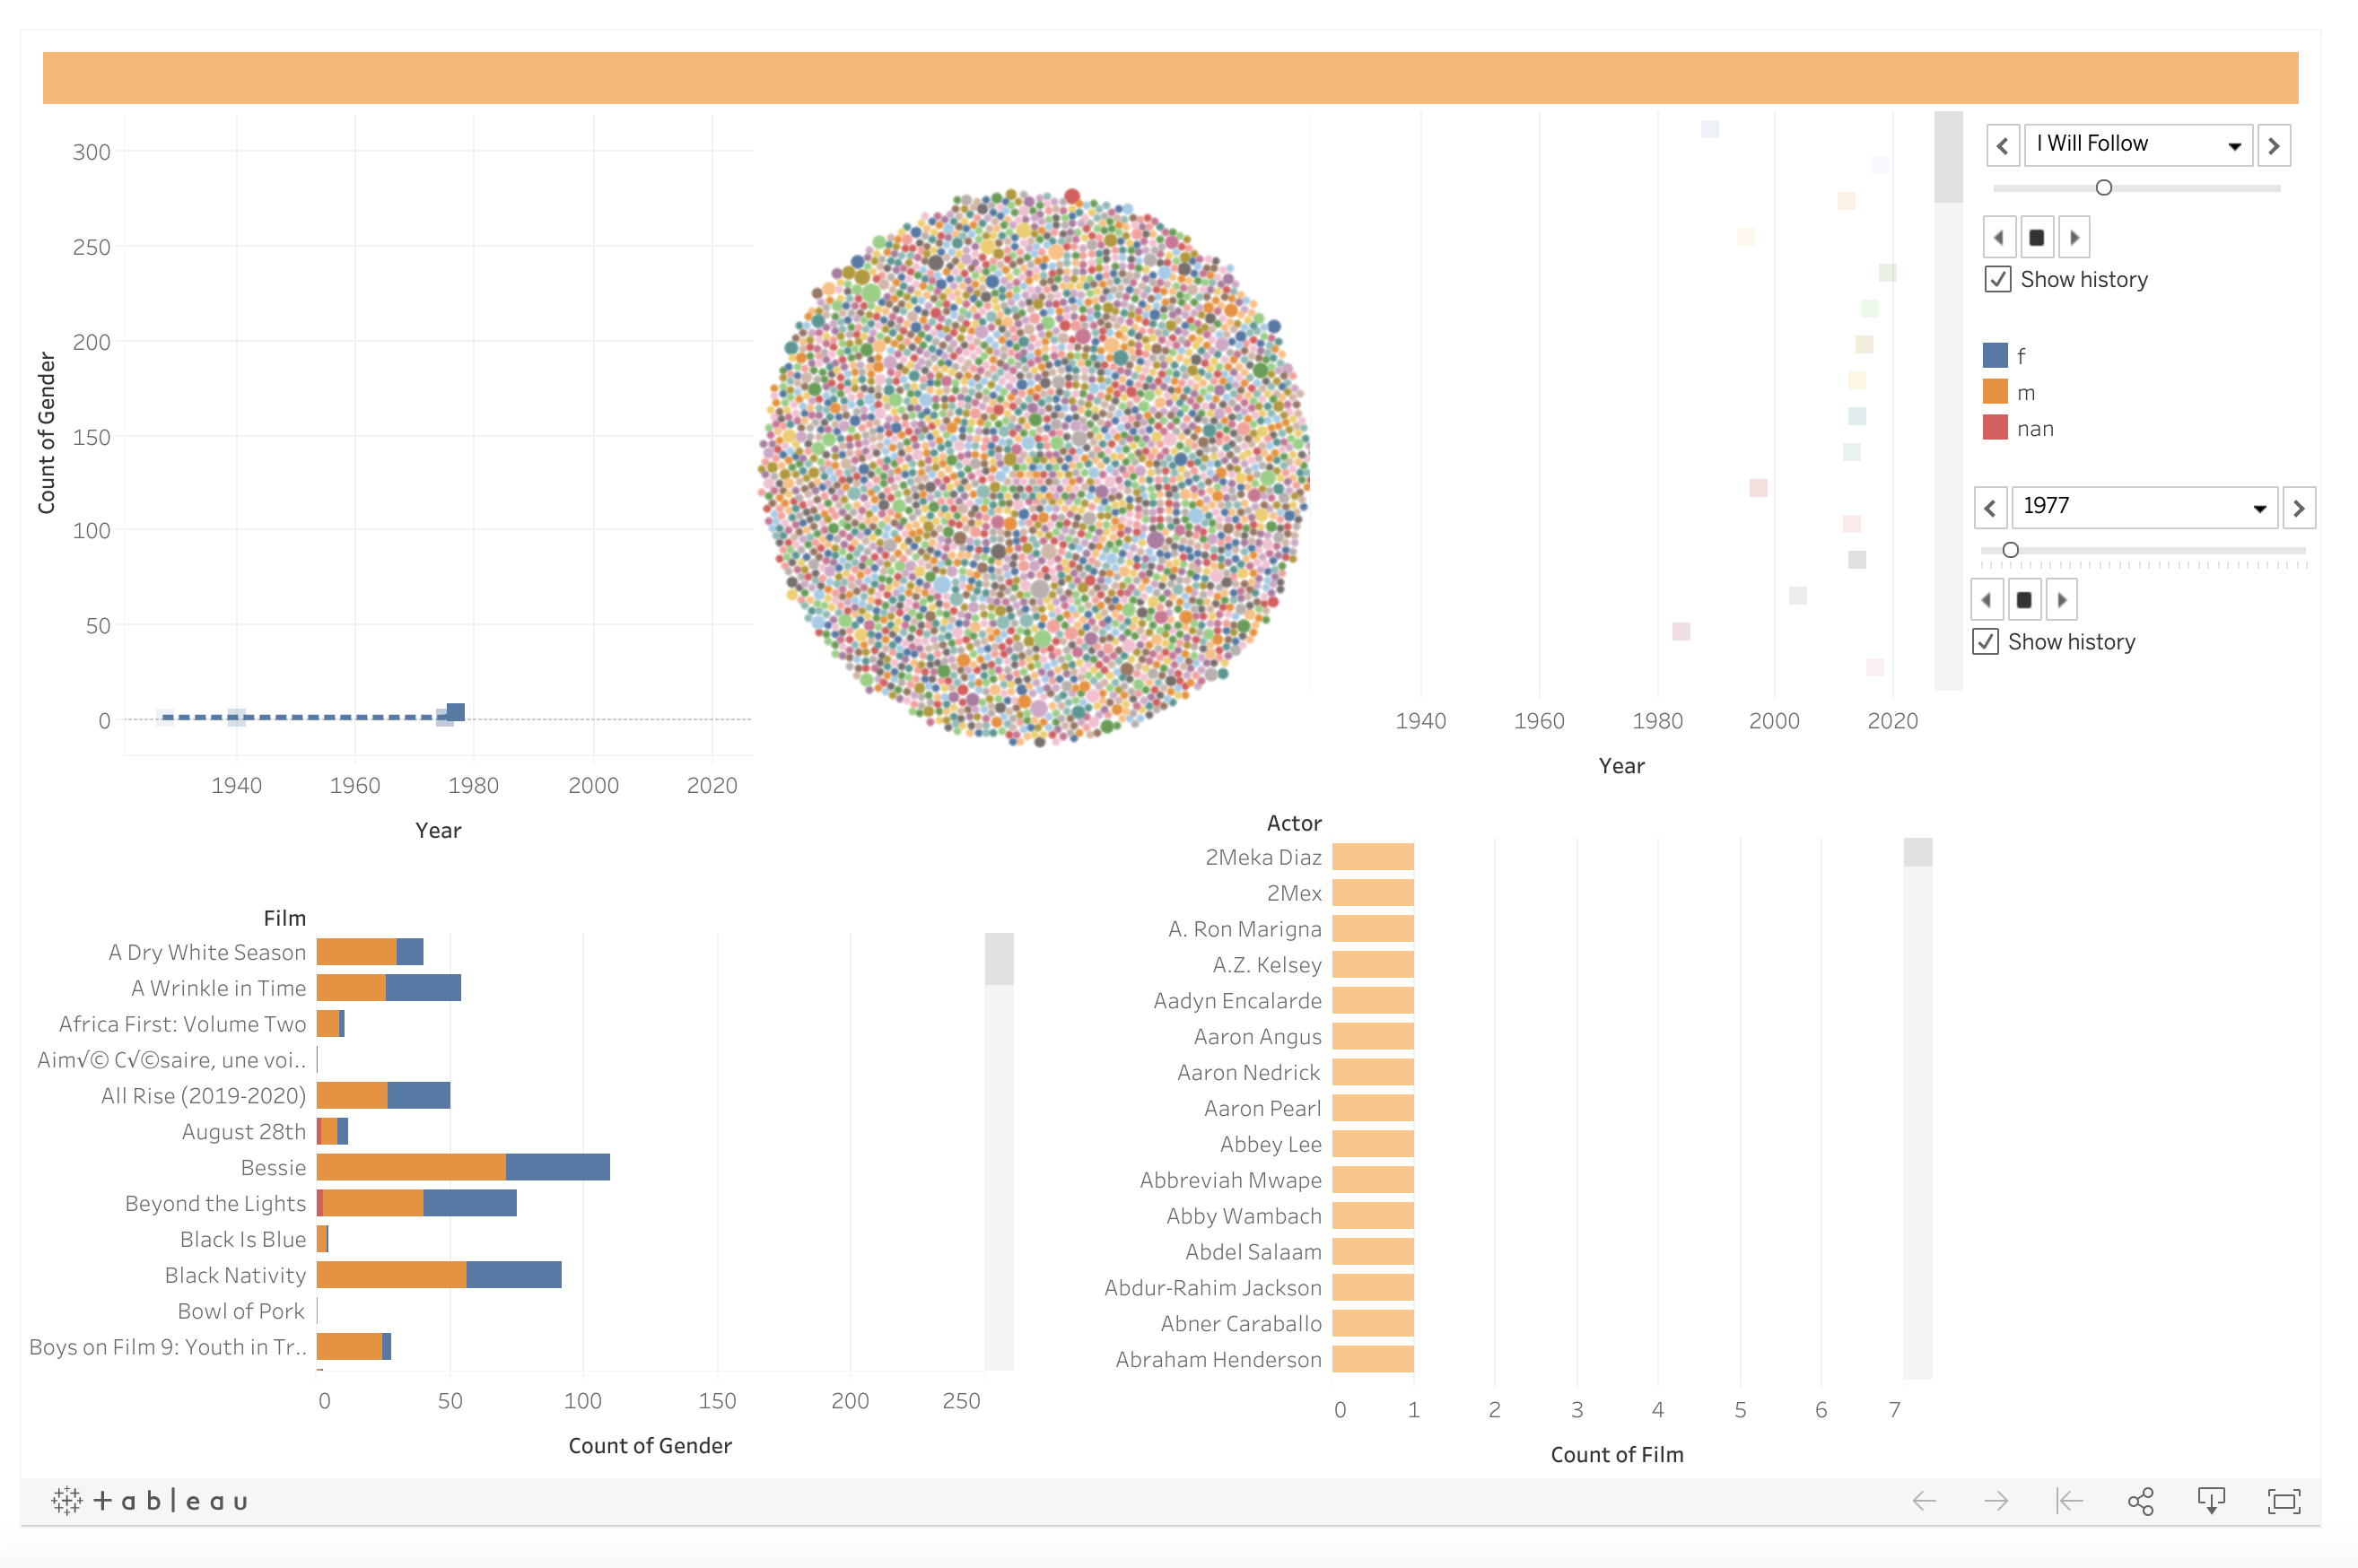 300
250
200
150
100
50
0
Count of Gender
1940 1960 1980 2000 2020
Year
1940 1960 1980 2000 2020
Year
I Will Follow
Show history
f
m
nan
1977
Show history
Film
A Dry White Season
A Wrinkle in Time
Africa First: Volume Two
Aim√© C√©saire, une voi..
All Rise (2019-2020)
August 28th
Bessie
Beyond the Lights
Black Is Blue
Black Nativity
Bowl of Pork
Boys on Film 9: Youth in Tr..
0 50 100 150 200 250
Count of Gender
Actor
2Meka Diaz
2Mex
A. Ron Marigna
A.Z. Kelsey
Aadyn Encalarde
Aaron Angus
Aaron Nedrick
Aaron Pearl
Abbey Lee
Abbreviah Mwape
Abby Wambach
Abdel Salaam
Abdur-Rahim Jackson
Abner Caraballo
Abraham Henderson
0 1 2 3 4 5 6 7
Count of Film
+ableau